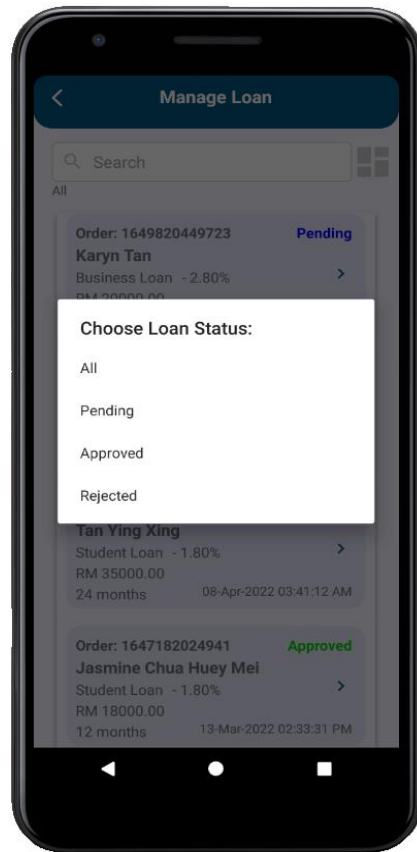 Manage Loan
Search
All
Order: 1649820449723 Pending
Karyn Tan
Business Loan - 2.80%
RM 20000.00
Choose Loan Status:
All
Pending
Approved
Rejected
Tan Ying Xing
Student Loan - 1.80%
RM 35000.00
24 months 08-Apr-2022 03:41:12 AM
Order: 1647182024941 Approved
Jasmine Chua Huey Mei
Student Loan - 1.80%
RM 18000.00
12 months 13-Mar-2022 02:33:31 PM